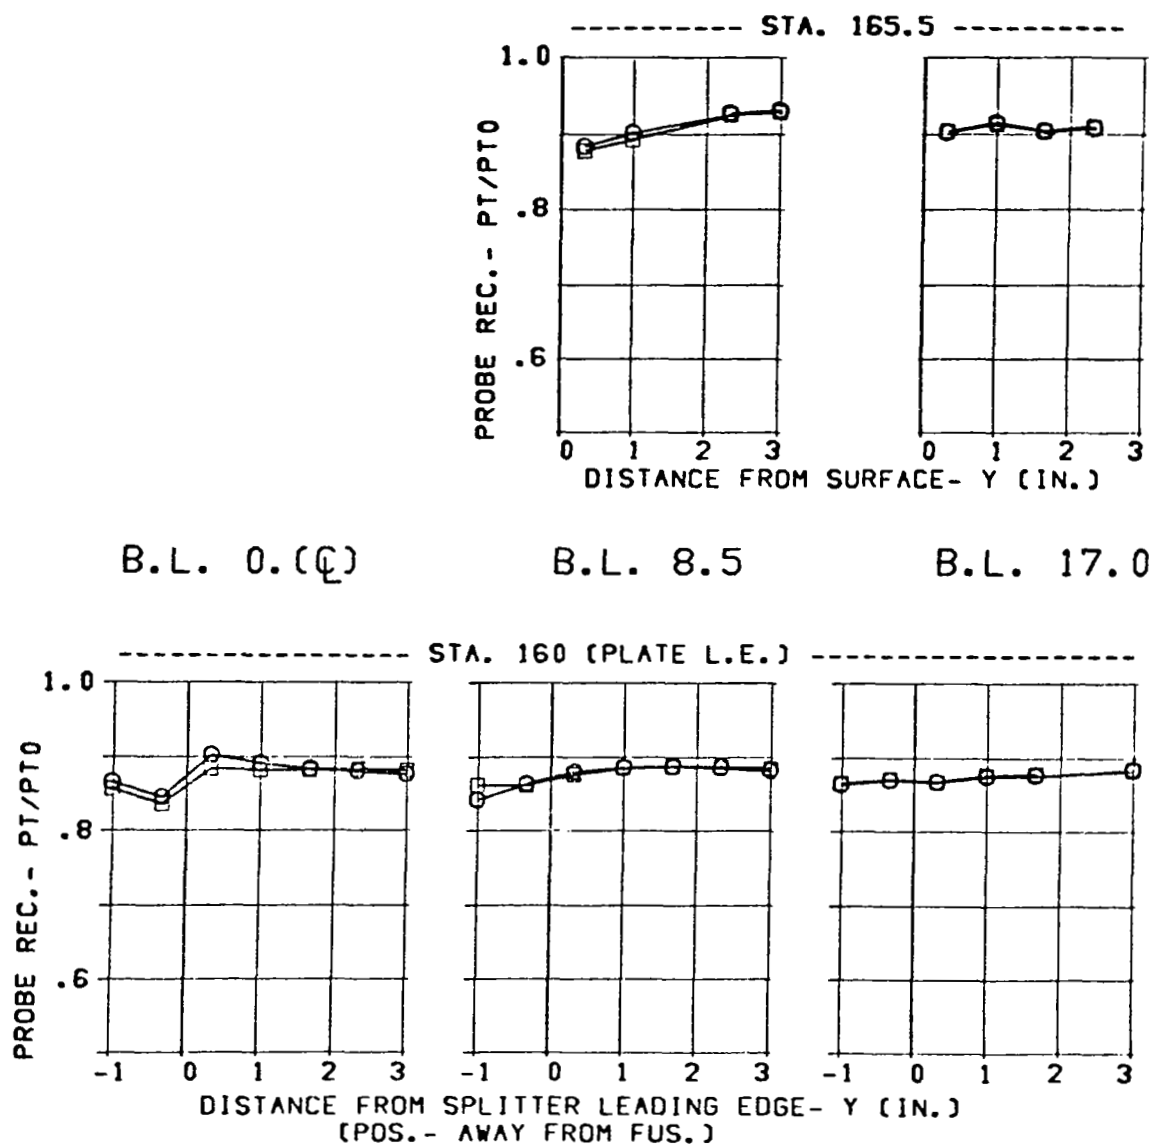 ---------- STA. 165.5 ----------
1.0
.8
.6
PROBE REC.- PT/PTO
0 1 2 3 0 1 2 3
DISTANCE FROM SURFACE- Y (IN.)
B.L. 0.(℄) B.L. 8.5 B.L. 17.0
------------------ STA. 160 (PLATE L.E.) --------------------
1.0
.8
.6
PROBE REC.- PT/PTO
-1 0 1 2 3 -1 0 1 2 3 -1 0 1 2 3
DISTANCE FROM SPLITTER LEADING EDGE- Y (IN.)
(POS.- AWAY FROM FUS.)